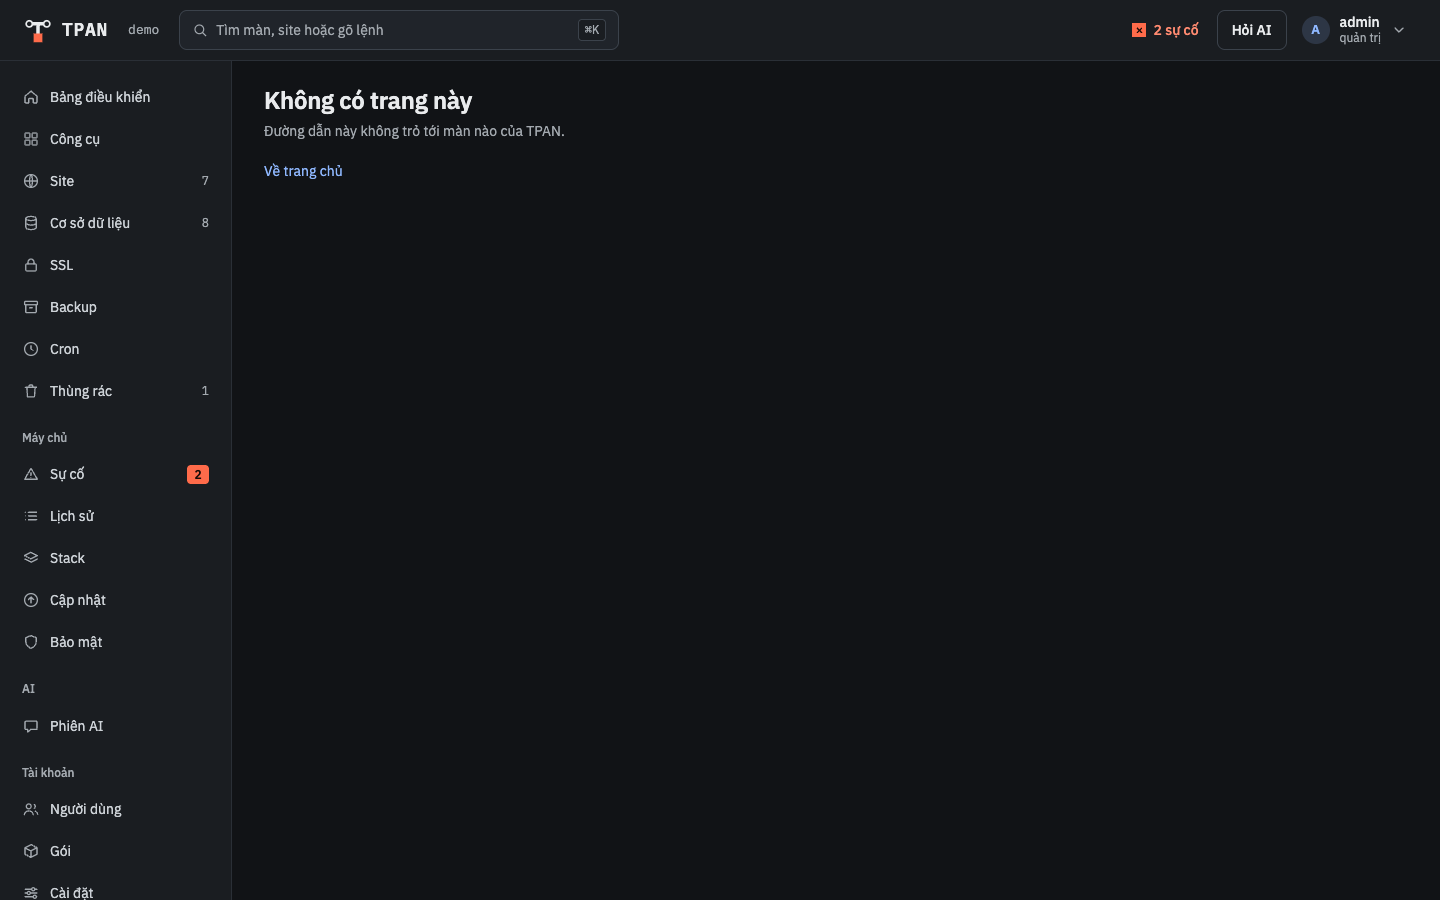 TPAN demo
Tìm màn, site hoặc gõ lệnh ⌘K
2 sự cố
Hỏi AI
A
admin
quản trị
Bảng điều khiển
Công cụ
Site 7
Cơ sở dữ liệu 8
SSL
Backup
Cron
Thùng rác 1
Máy chủ
Sự cố 2
Lịch sử
Stack
Cập nhật
Bảo mật
AI
Phiên AI
Tài khoản
Người dùng
Gói
Cài đặt
Không có trang này
Đường dẫn này không trỏ tới màn nào của TPAN.
Về trang chủ